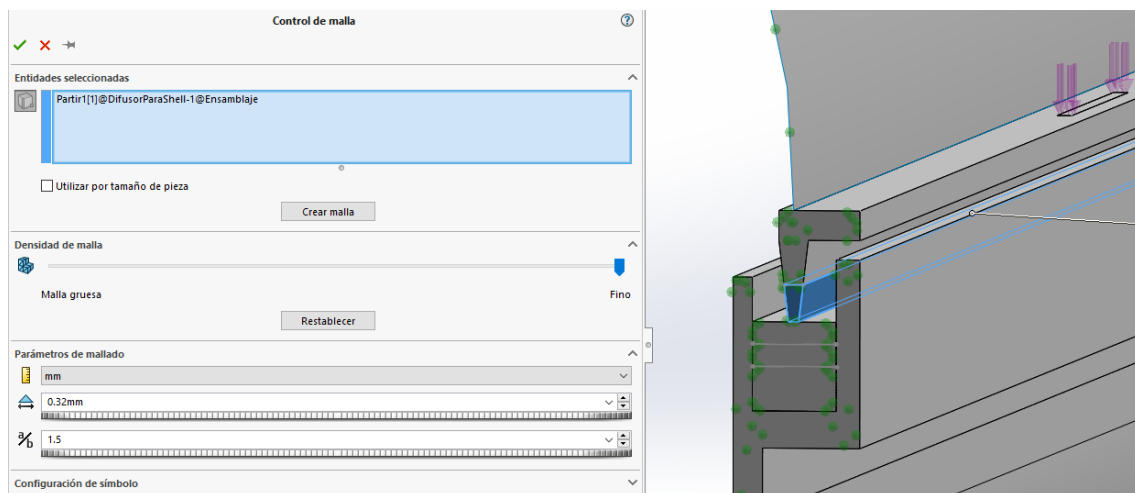 Control de malla
Entidades seleccionadas
Partir1[1]@DifusorParaShell-1@Ensamblaje
Utilizar por tamaño de pieza
Crear malla
Densidad de malla
Malla gruesa
Fino
Restablecer
Parámetros de mallado
mm
0.32mm
a/b
1.5
Configuración de símbolo